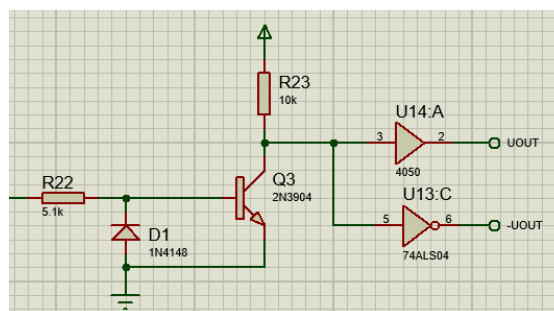 R23
10k
U14:A
3
2
UOUT
4050
Q3
2N3904
R22
5.1k
U13:C
5
6
-UOUT
74ALS04
D1
1N4148